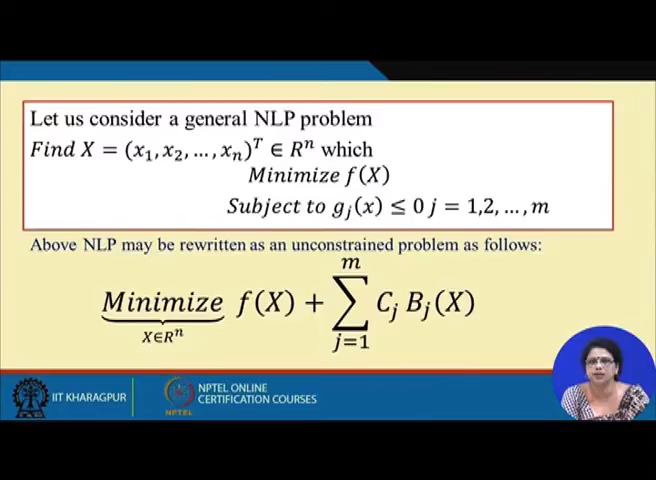 Let us consider a general NLP problem
Find X = (x₁, x₂, …, xₙ)ᵀ ∈ Rⁿ which
Minimize f(X)
Subject to gⱼ(x) ≤ 0 j = 1,2, …, m
Above NLP may be rewritten as an unconstrained problem as follows:
Minimize f(X) + ∑ Cⱼ Bⱼ(X)
m
X∈Rⁿ
j=1
IIT KHARAGPUR
NPTEL
NPTEL ONLINE
CERTIFICATION COURSES